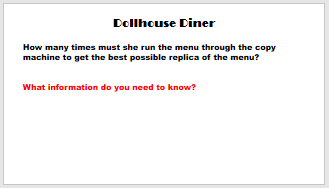 Dollhouse Diner
How many times must she run the menu through the copy
machine to get the best possible replica of the menu?
What information do you need to know?